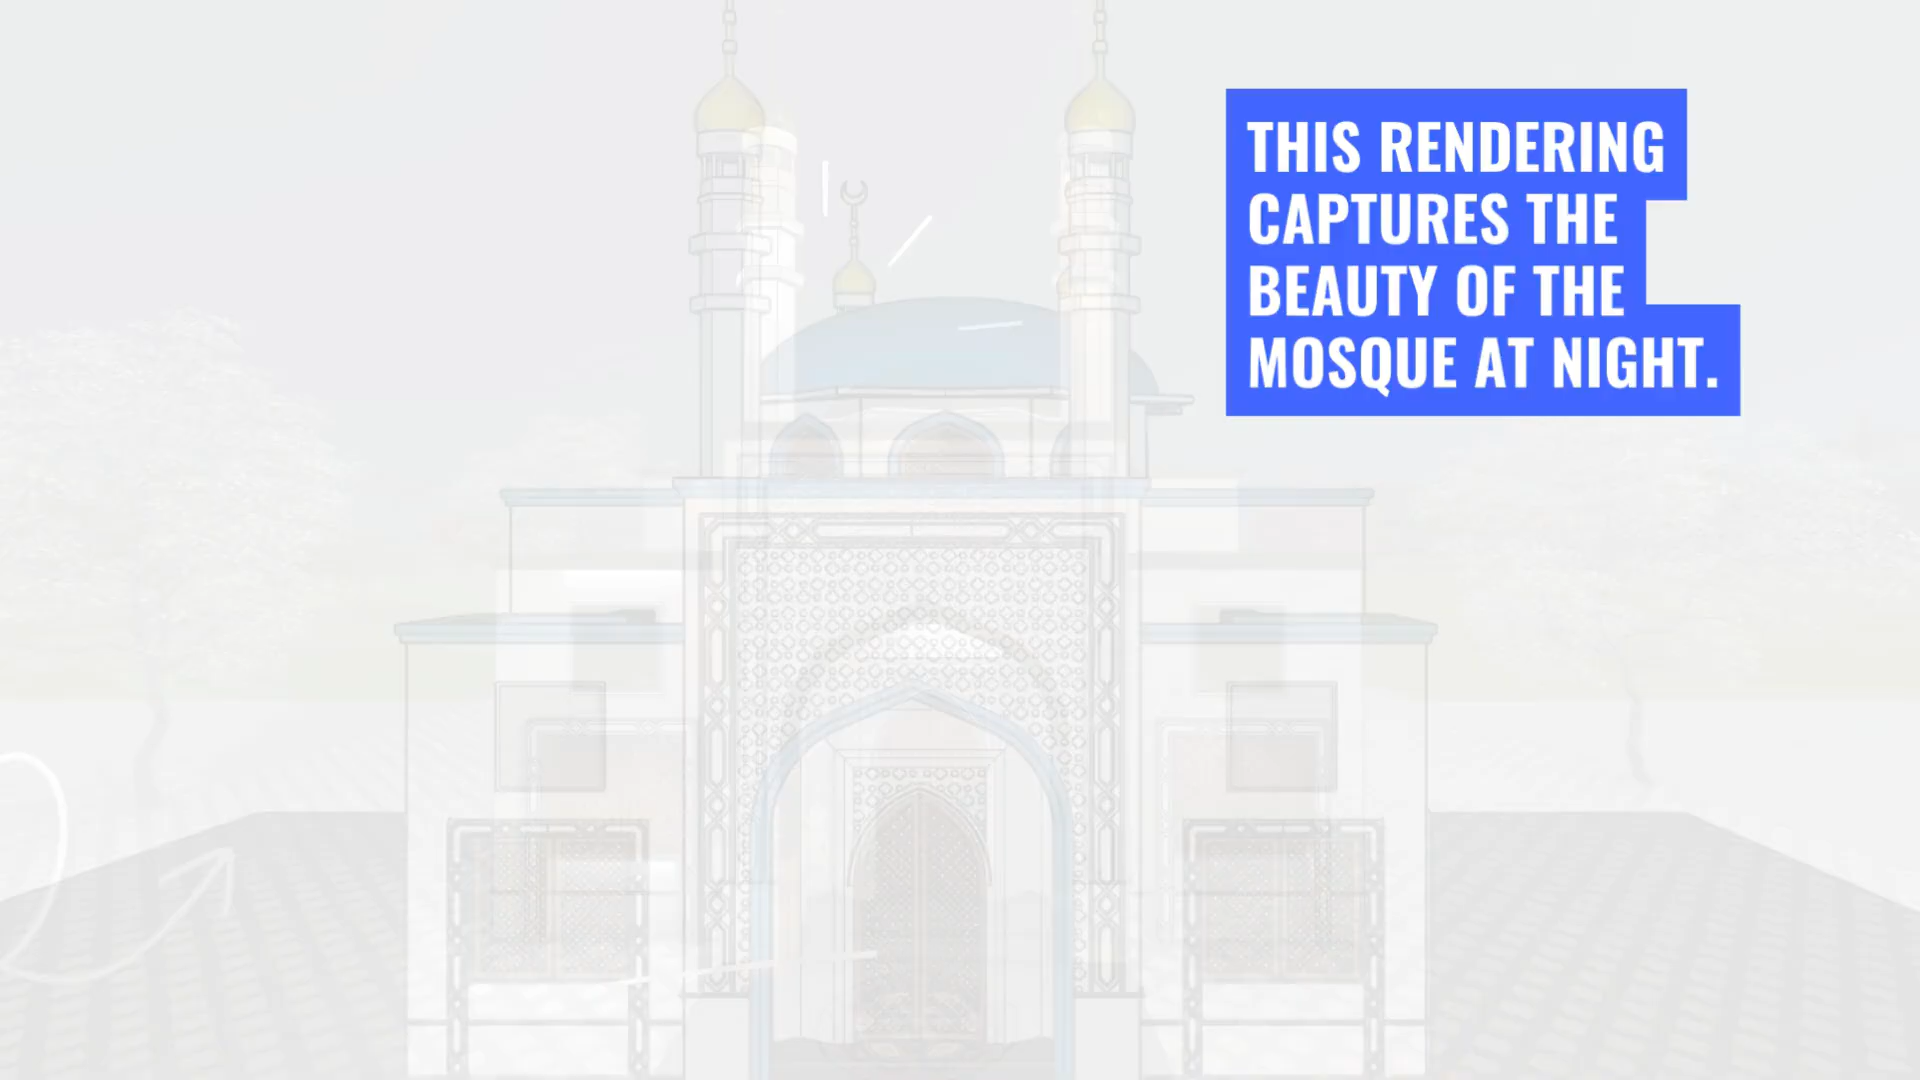 THIS RENDERING
CAPTURES THE
BEAUTY OF THE
MOSQUE AT NIGHT.